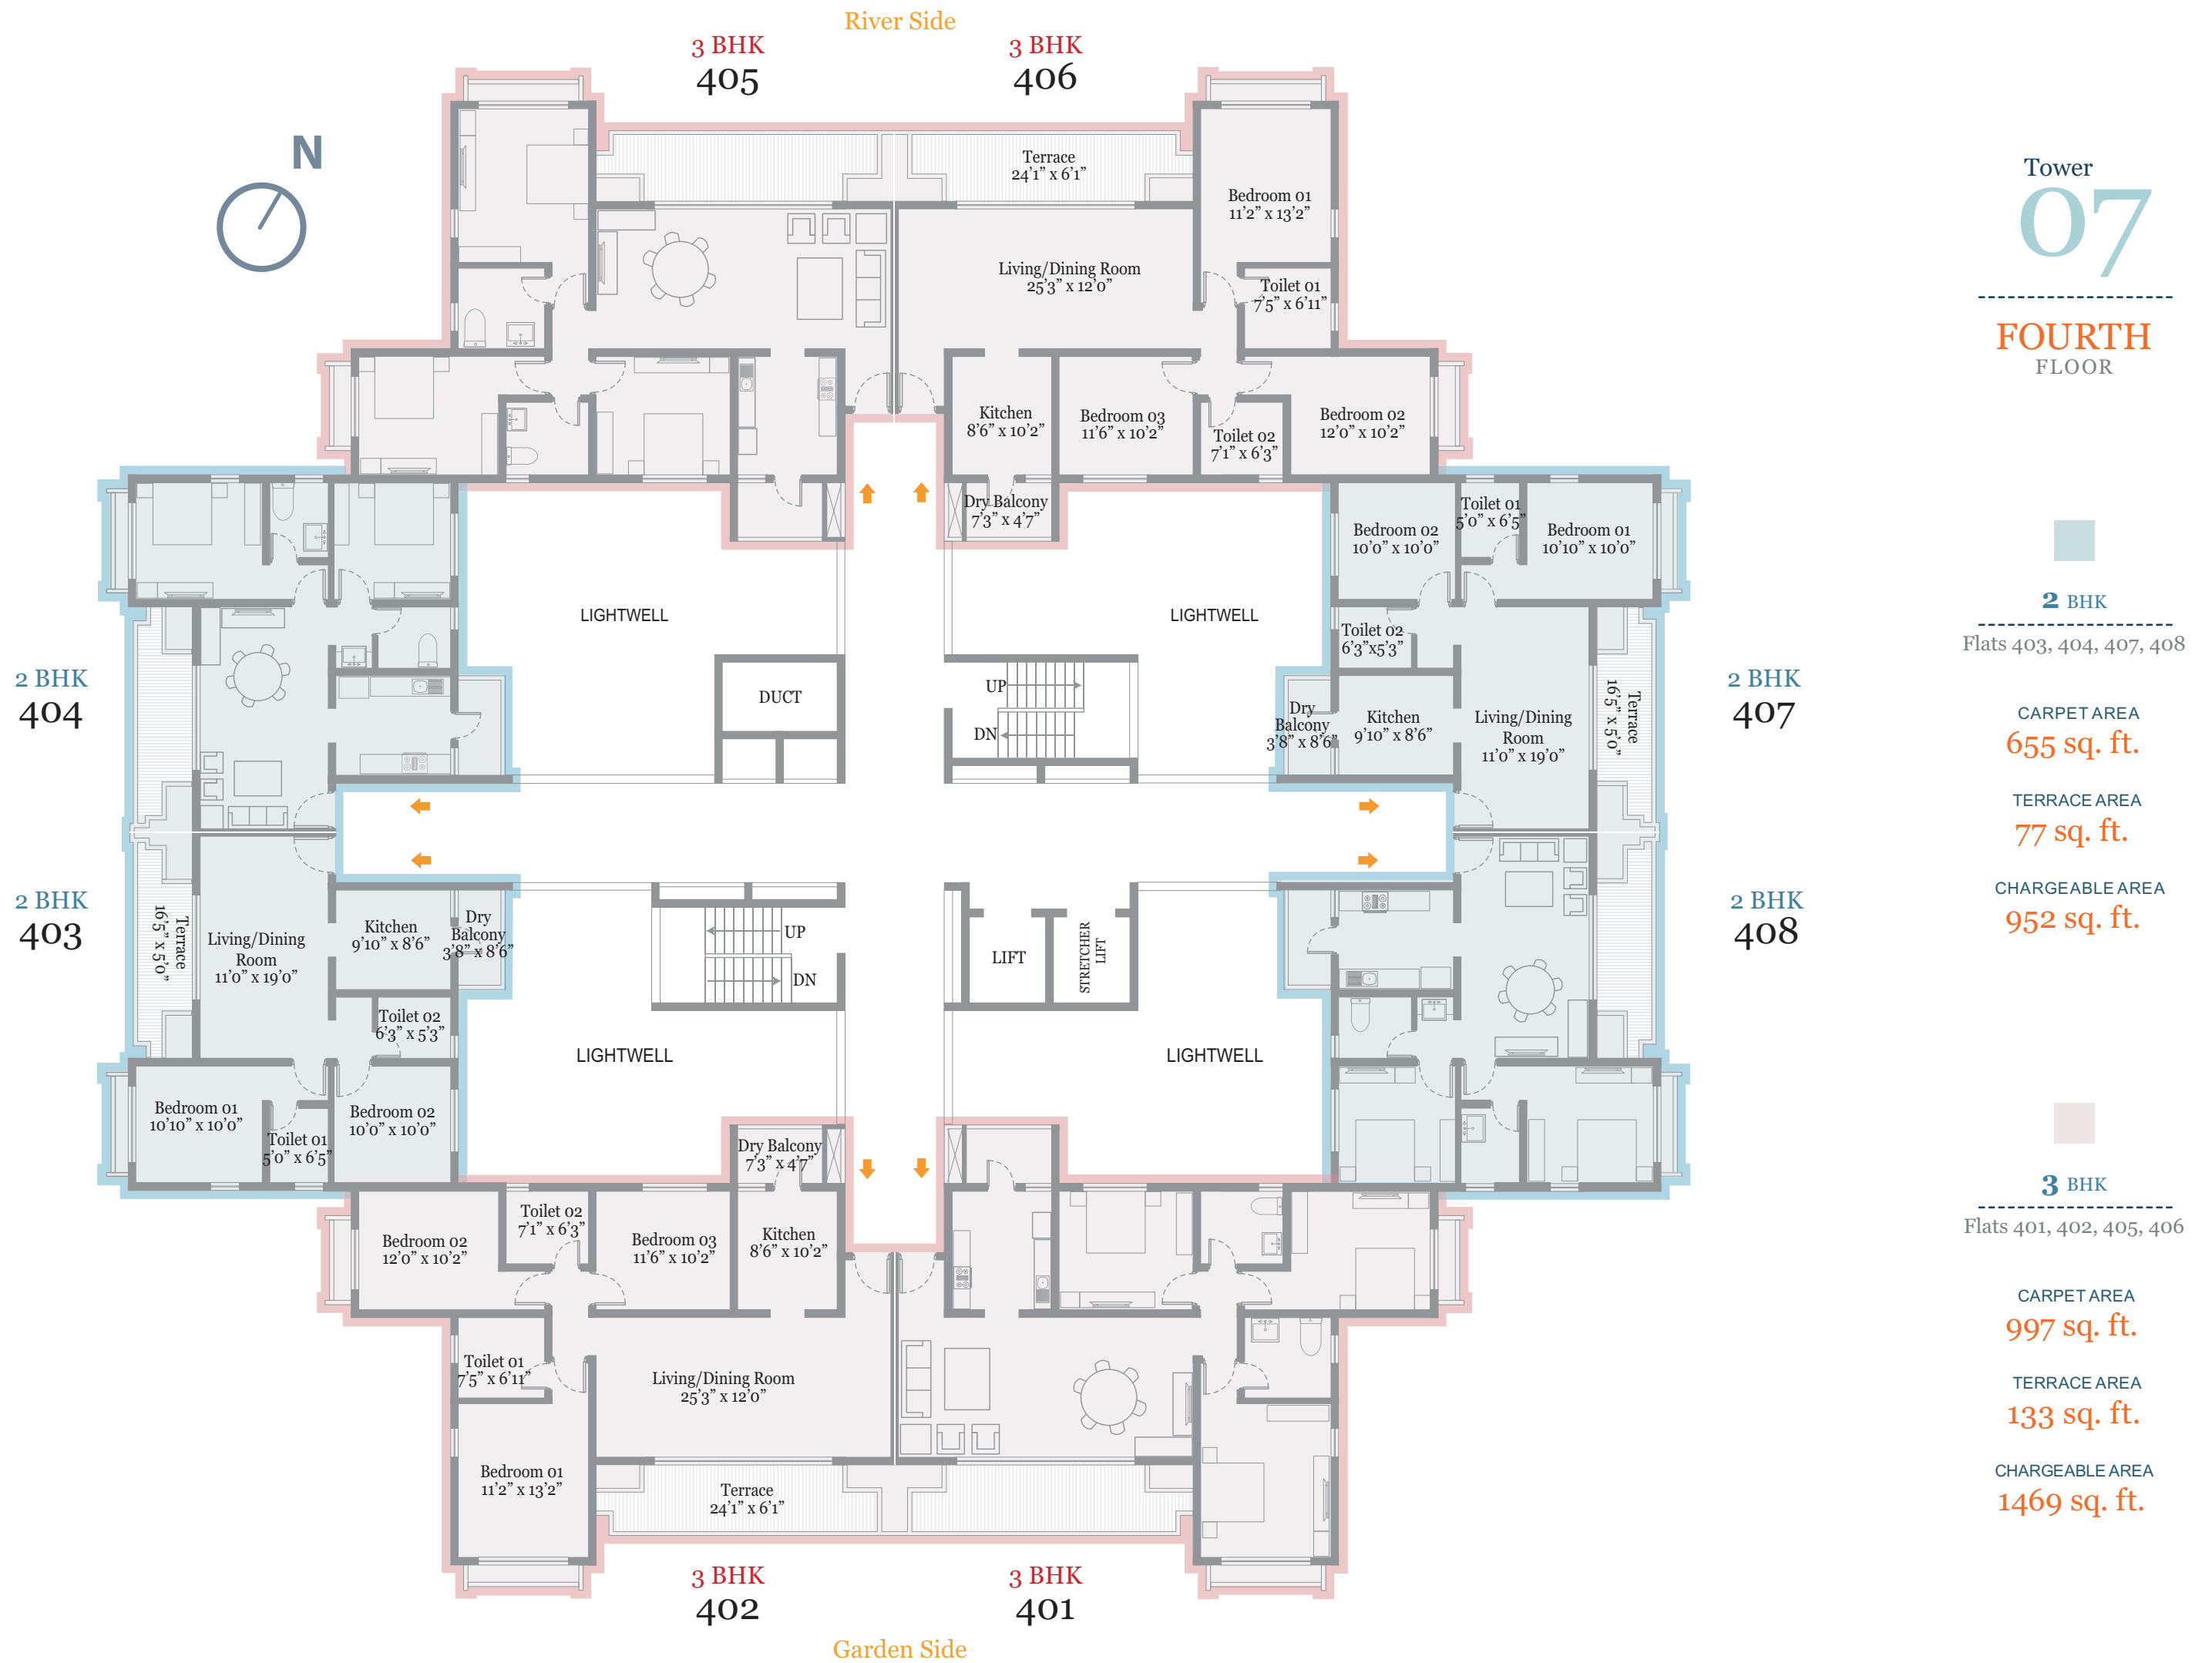 River Side
3 BHK
405
3 BHK
406
N
Terrace
24'1” x 6'1”
Bedroom 01
11'2” x 13'2”
Living/Dining Room
25'3” x 12'0”
Toilet 01
7'5” x 6'11”
Kitchen
8'6” x 10'2”
Bedroom 03
11'6” x 10'2”
Toilet 02
7'1” x 6'3”
Bedroom 02
12'0” x 10'2”
Dry Balcony
7'3” x 4'7”
Bedroom 02
10'0” x 10'0”
Toilet 01
5'0” x 6'5”
Bedroom 01
10'10” x 10'0”
LIGHTWELL
LIGHTWELL
Toilet 02
6'3”x5'3”
2 BHK
404
DUCT
UP
DN
Dry
Balcony
3'8” x 8'6”
Kitchen
9'10” x 8'6”
Living/Dining
Room
11'0” x 19'0”
Terrace
16'5” x 5'0”
2 BHK
407
2 BHK
403
Terrace
16'5” x 5'0”
Living/Dining
Room
11'0” x 19'0”
Kitchen
9'10” x 8'6”
Dry
Balcony
3'8” x 8'6”
UP
DN
LIFT
STRETCHER
LIFT
2 BHK
408
Toilet 02
6'3” x 5'3”
LIGHTWELL
LIGHTWELL
Bedroom 01
10'10” x 10'0”
Toilet 01
5'0” x 6'5”
Bedroom 02
10'0” x 10'0”
Dry Balcony
7'3” x 4'7”
Bedroom 02
12'0” x 10'2”
Toilet 02
7'1” x 6'3”
Bedroom 03
11'6” x 10'2”
Kitchen
8'6” x 10'2”
Toilet 01
7'5” x 6'11”
Living/Dining Room
25'3” x 12'0”
Bedroom 01
11'2” x 13'2”
Terrace
24'1” x 6'1”
3 BHK
402
3 BHK
401
Garden Side
Tower
07
FOURTH
FLOOR
2 BHK
Flats 403, 404, 407, 408
CARPET AREA
655 sq. ft.
TERRACE AREA
77 sq. ft.
CHARGEABLE AREA
952 sq. ft.
3 BHK
Flats 401, 402, 405, 406
CARPET AREA
997 sq. ft.
TERRACE AREA
133 sq. ft.
CHARGEABLE AREA
1469 sq. ft.